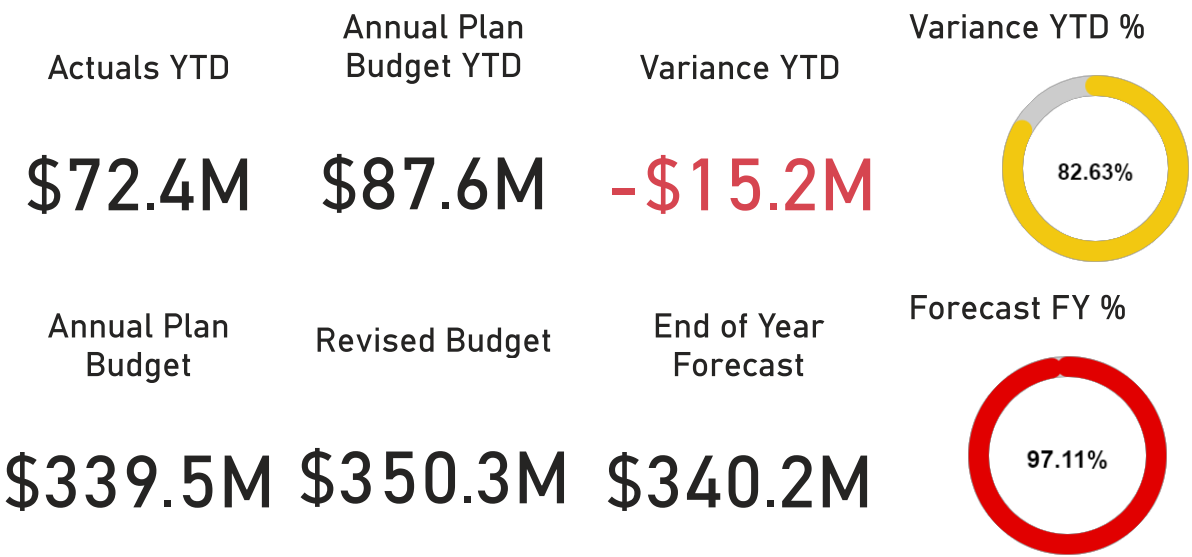 Actuals YTD
Annual Plan
Budget YTD
Variance YTD
Variance YTD %
$72.4M
$87.6M
-$15.2M
82.63%
Annual Plan
Budget
Revised Budget
End of Year
Forecast
Forecast FY %
$339.5M
$350.3M
$340.2M
97.11%